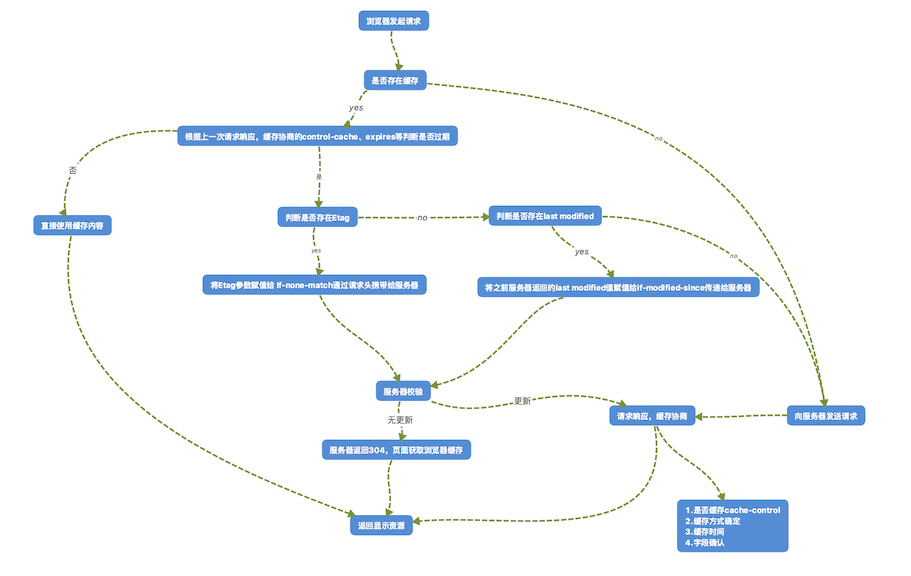 浏览器发起请求
是否存在缓存
yes
no
根据上一次请求响应，缓存协商的control-cache、expires等判断是否过期
否
是
直接使用缓存内容
判断是否存在Etag
no
判断是否存在last modified
yes
yes
no
将Etag参数赋值给 if-none-match通过请求头携带给服务器
将之前服务器返回的last modified值赋值给if-modified-since传递给服务器
服务器校验
更新
请求响应，缓存协商
向服务器发送请求
无更新
服务器返回304，页面获取浏览器缓存
返回显示资源
1.是否缓存cache-control
2.缓存方式确定
3.缓存时间
4.字段确认